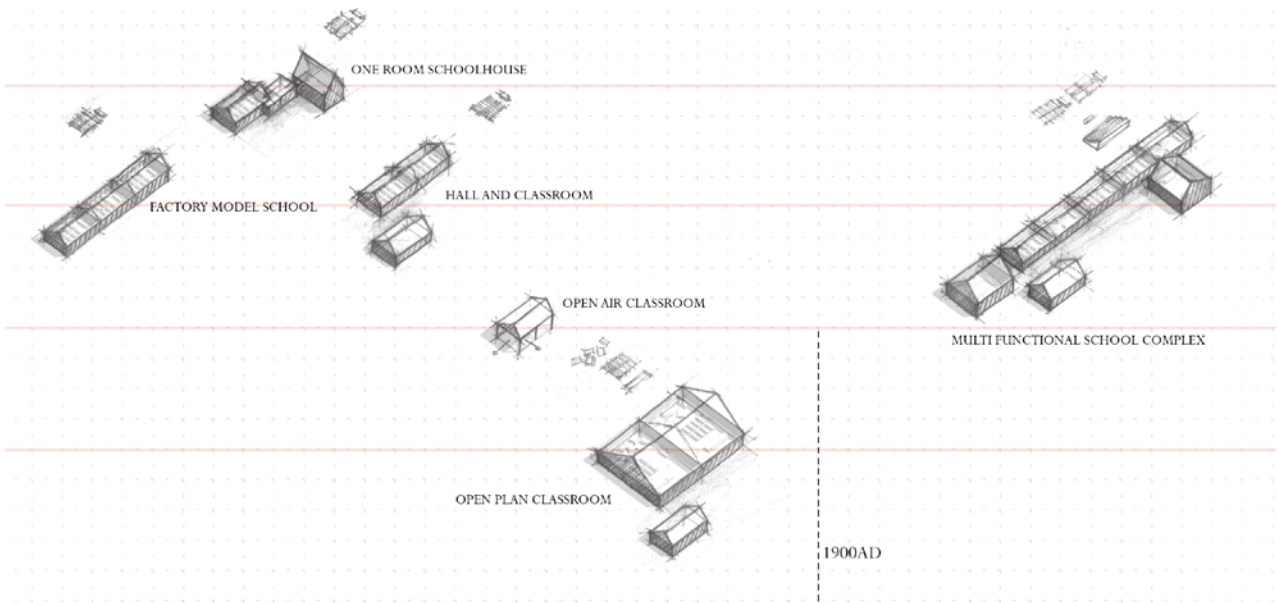 ONE ROOM SCHOOLHOUSE
HALL AND CLASSROOM
FACTORY MODEL SCHOOL
OPEN AIR CLASSROOM
MULTI FUNCTIONAL SCHOOL COMPLEX
OPEN PLAN CLASSROOM
1900AD